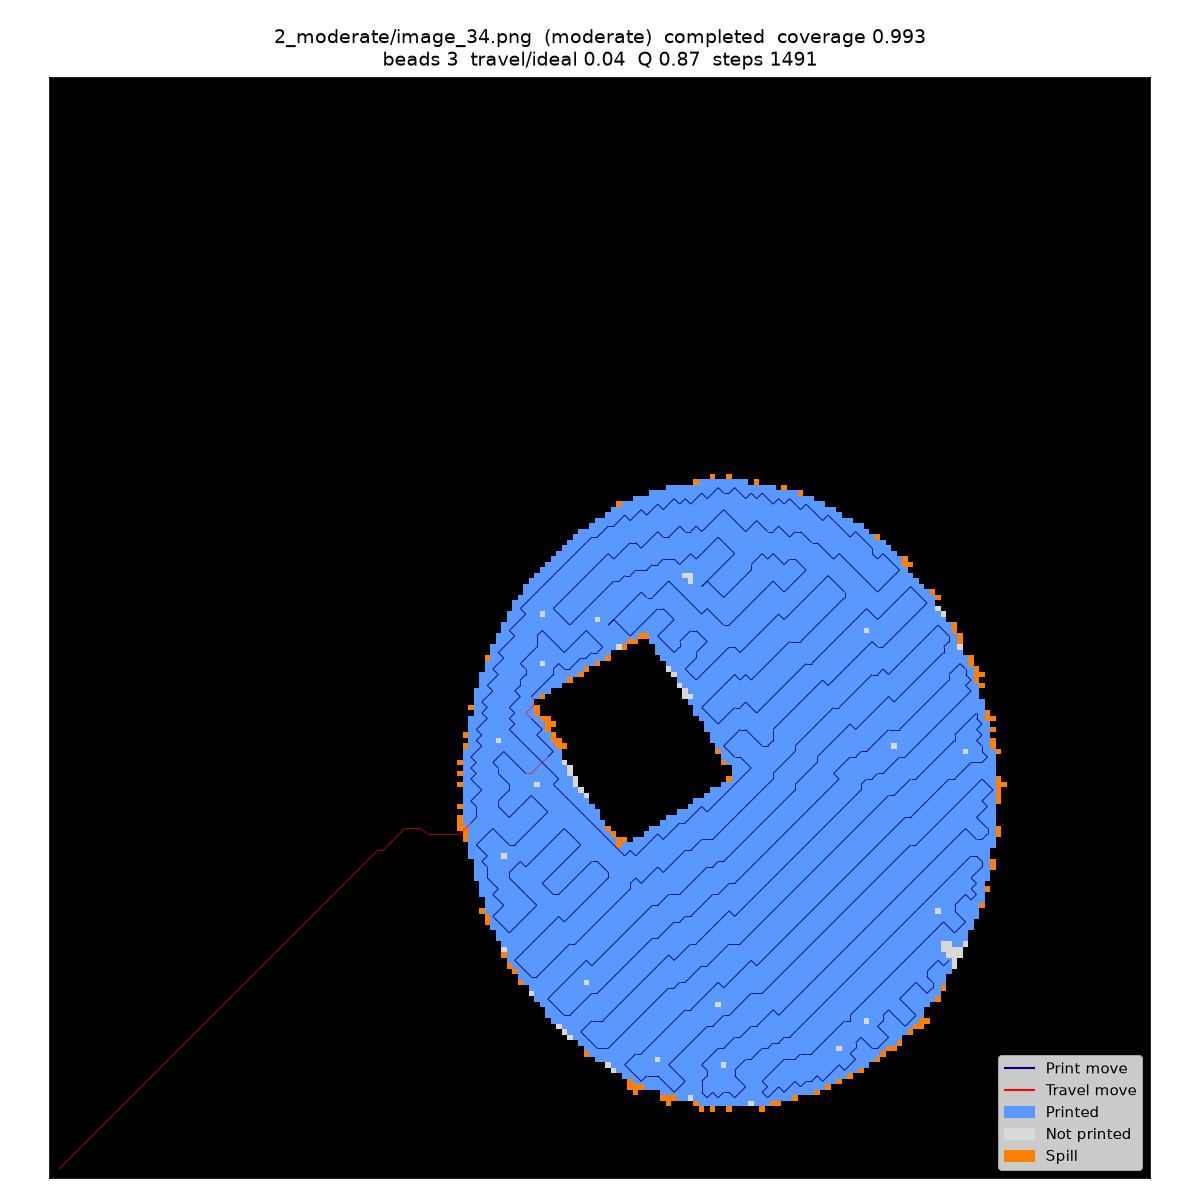 2_moderate/image_34.png  (moderate)  completed  coverage 0.993
beads 3  travel/ideal 0.04  Q 0.87  steps 1491
Print move
Travel move
Printed
Not printed
Spill